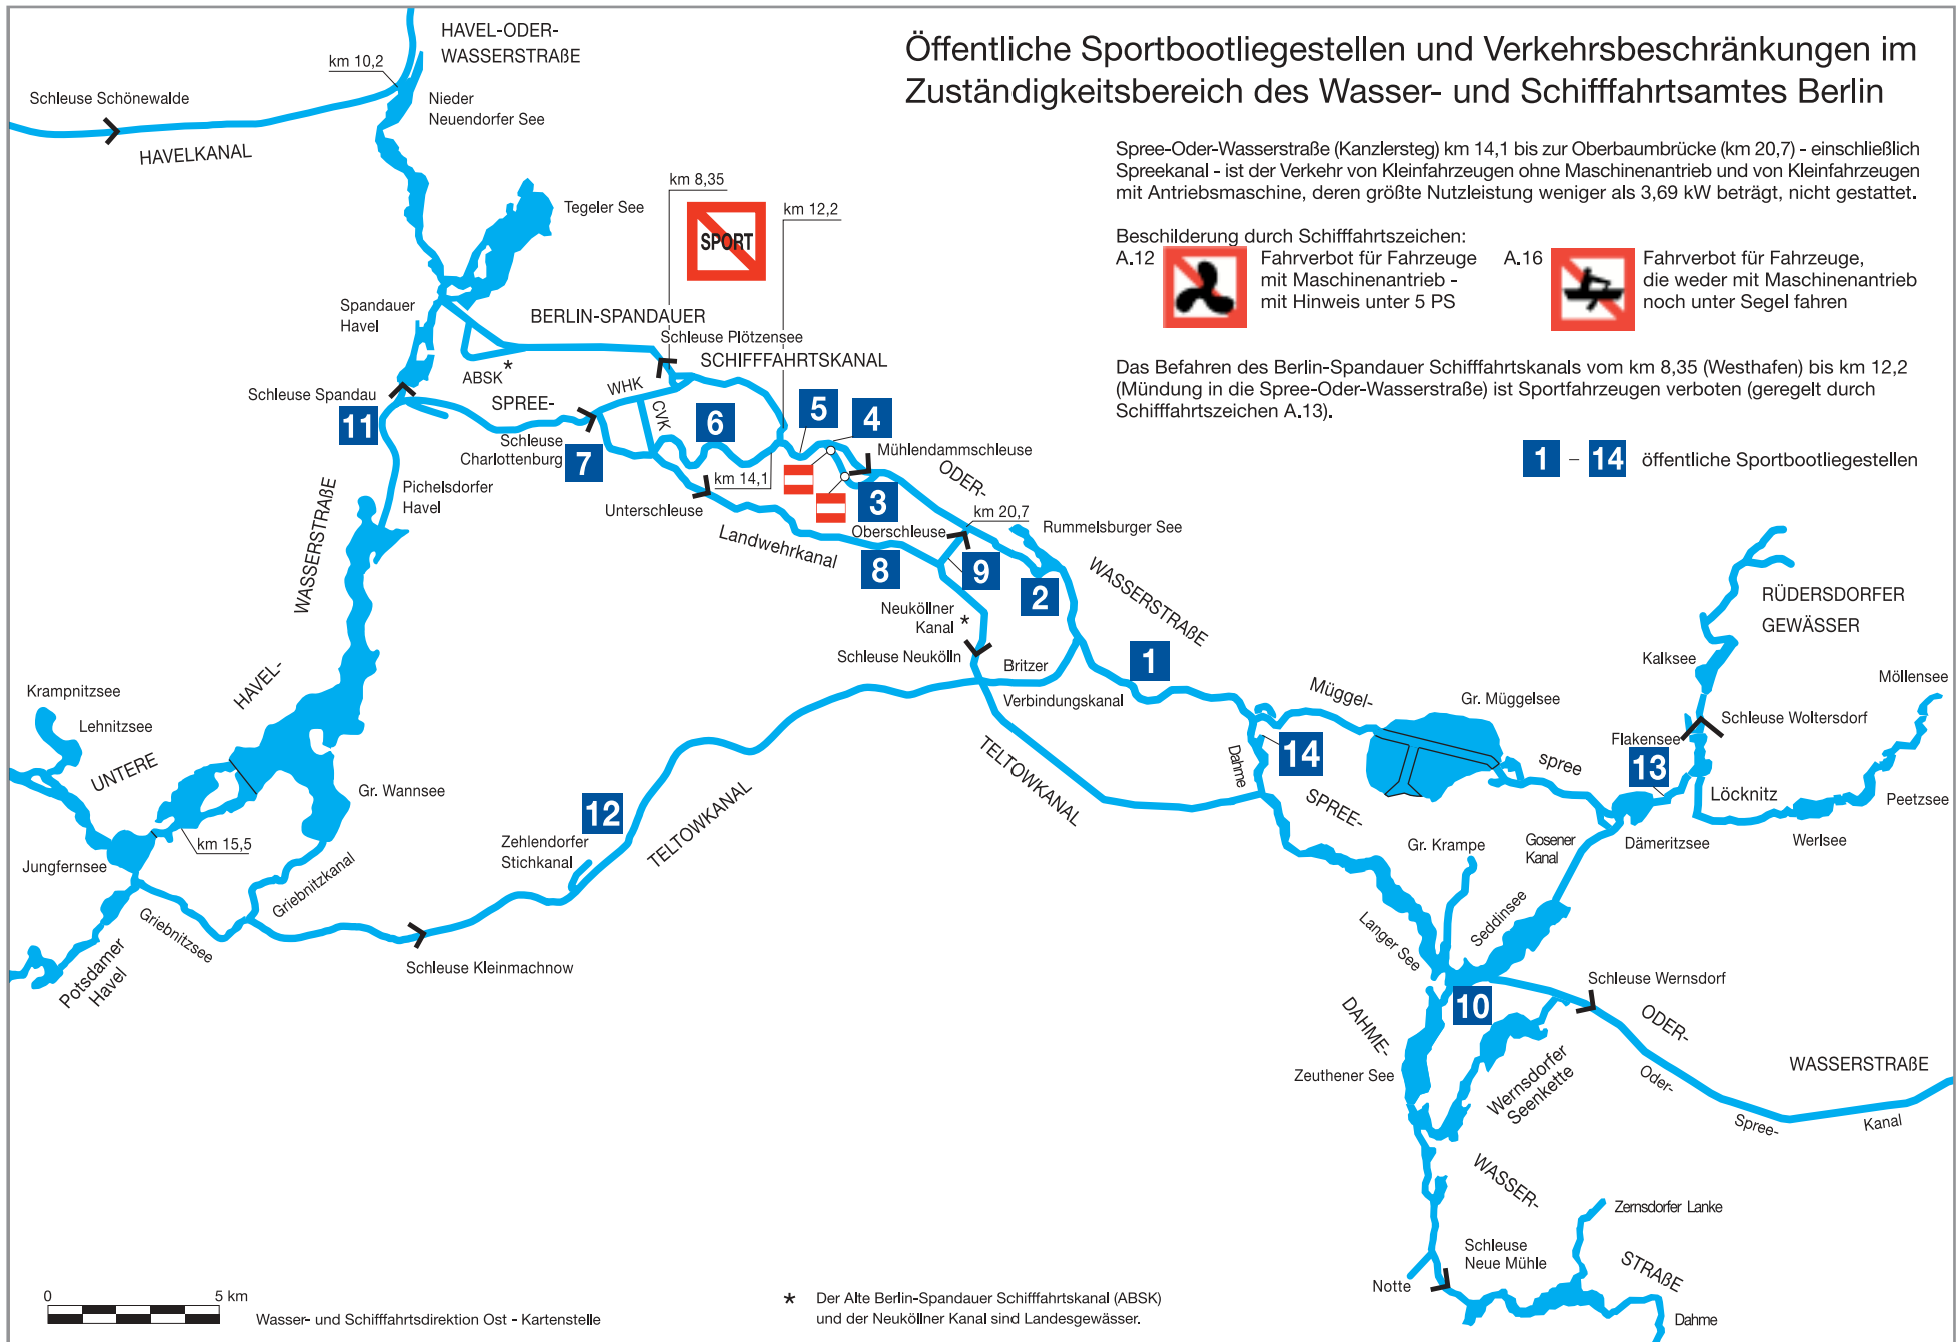 Öffentliche Sportbootliegestellen und Verkehrsbeschränkungen im
Zuständigkeitsbereich des Wasser- und Schifffahrtsamtes Berlin
Spree-Oder-Wasserstraße (Kanzlersteg) km 14,1 bis zur Oberbaumbrücke (km 20,7) - einschließlich
Spreekanal - ist der Verkehr von Kleinfahrzeugen ohne Maschinenantrieb und von Kleinfahrzeugen
mit Antriebsmaschine, deren größte Nutzleistung weniger als 3,69 kW beträgt, nicht gestattet.
Beschilderung durch Schifffahrtszeichen:
A.12
Fahrverbot für Fahrzeuge
mit Maschinenantrieb -
mit Hinweis unter 5 PS
A.16
Fahrverbot für Fahrzeuge,
die weder mit Maschinenantrieb
noch unter Segel fahren
Das Befahren des Berlin-Spandauer Schifffahrtskanals vom km 8,35 (Westhafen) bis km 12,2
(Mündung in die Spree-Oder-Wasserstraße) ist Sportfahrzeugen verboten (geregelt durch
Schifffahrtszeichen A.13).
1 – 14 öffentliche Sportbootliegestellen
HAVEL-ODER-
WASSERSTRAßE
km 10,2
Schleuse Schönewalde
Nieder
Neuendorfer See
HAVELKANAL
km 8,35
Tegeler See
km 12,2
SPORT
Spandauer
Havel
BERLIN-SPANDAUER
Schleuse Plötzensee
SCHIFFFAHRTSKANAL
ABSK *
WHK
CVK
Schleuse Spandau
11
SPREE-
Schleuse
Charlottenburg
7
6
5
4
Mühlendammschleuse
ODER-
km 14,1
3
Pichelsdorfer
Havel
Unterschleuse
Landwehrkanal
Oberschleuse
km 20,7
Rummelsburger See
8
9
2
WASSERSTRAßE
WASSERSTRAßE
HAVEL-
UNTERE
Neuköllner
Kanal *
Schleuse Neukölln
Britzer
Verbindungskanal
1
RÜDERSDORFER
GEWÄSSER
Kalksee
Möllensee
Krampnitzsee
Lehnitzsee
Müggel-
Gr. Müggelsee
Schleuse Woltersdorf
Flakensee
13
spree
14
Dahme
SPREE-
TELTOWKANAL
TELTOWKANAL
Löcknitz
Peetzsee
Gr. Wannsee
12
Zehlendorfer
Stichkanal
km 15,5
Jungfernsee
Gr. Krampe
Gosener
Kanal
Dämeritzsee
Werlsee
Griebnitzkanal
Griebnitzsee
Potsdamer
Havel
Schleuse Kleinmachnow
Langer See
Seddinsee
Schleuse Wernsdorf
10
ODER-
DAHME-
WASSERSTRAßE
Zeuthener See
Wernsdorfer
Seenkette
Oder-
Spree-
Kanal
WASSER-
Zernsdorfer Lanke
Schleuse
Neue Mühle
STRAßE
Notte
Dahme
0 5 km
Wasser- und Schifffahrtsdirektion Ost - Kartenstelle
* Der Alte Berlin-Spandauer Schifffahrtskanal (ABSK)
und der Neuköllner Kanal sind Landesgewässer.